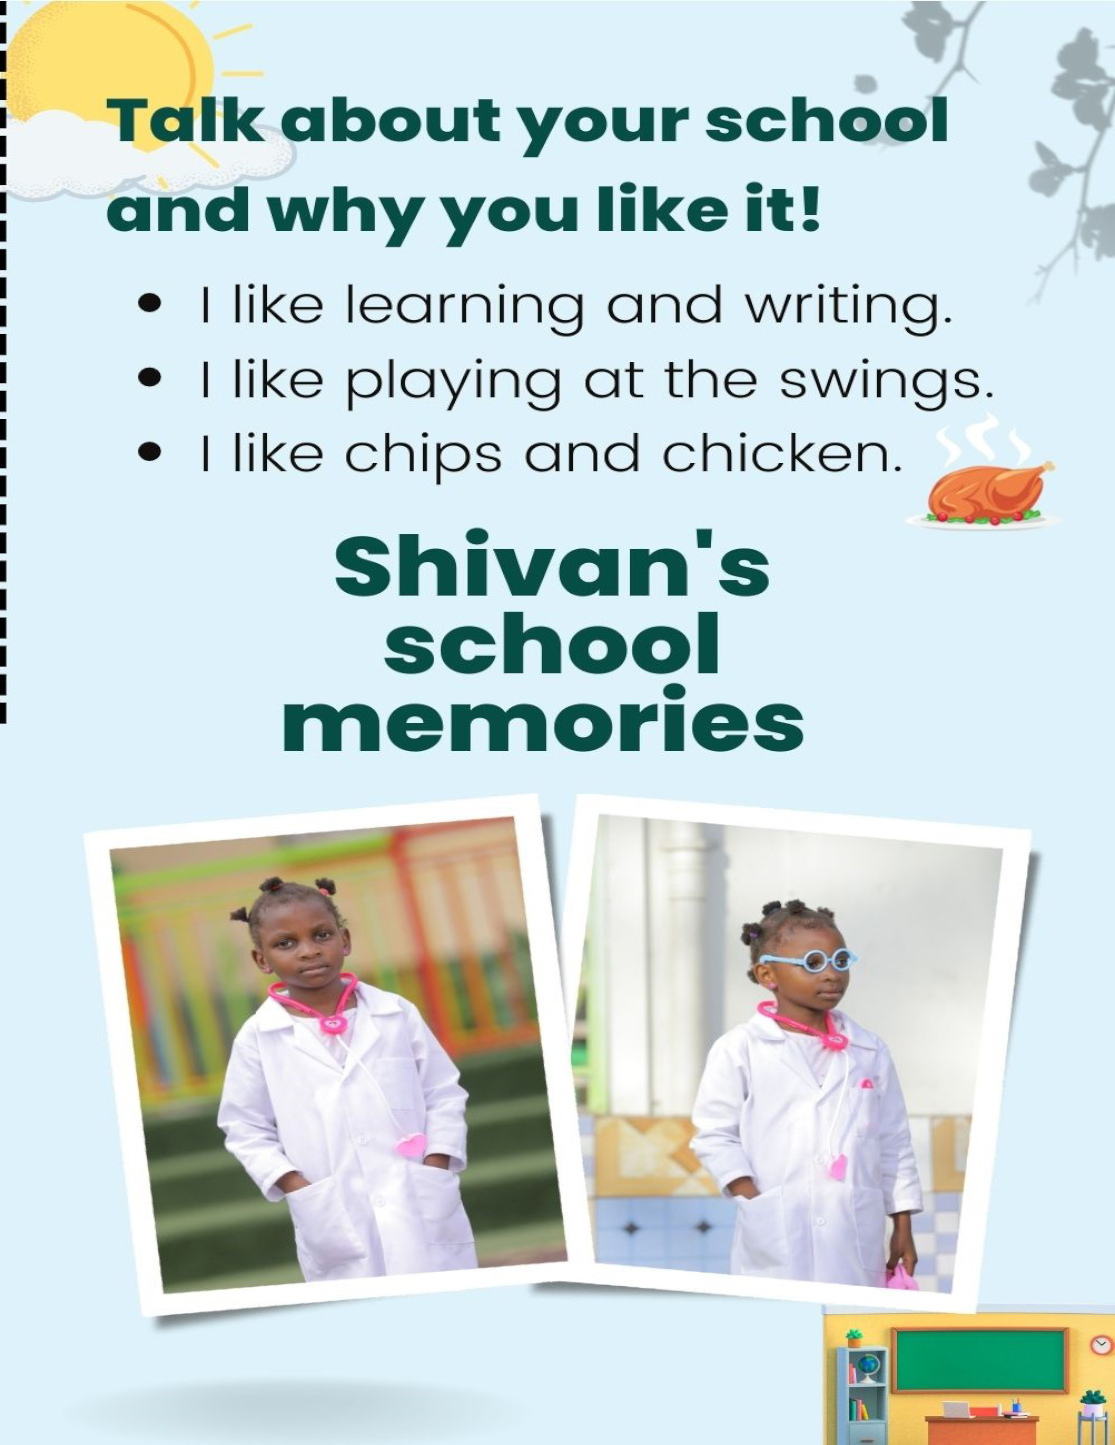 Talk about your school
and why you like it!
• I like learning and writing.
• I like playing at the swings.
• I like chips and chicken.
Shivan's
school
memories